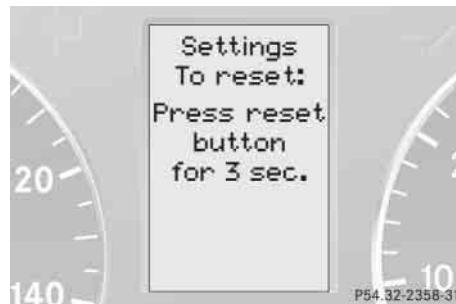 Settings
To reset:
Press reset
button
for 3 sec.
20
140
10
P54.32-2358-31